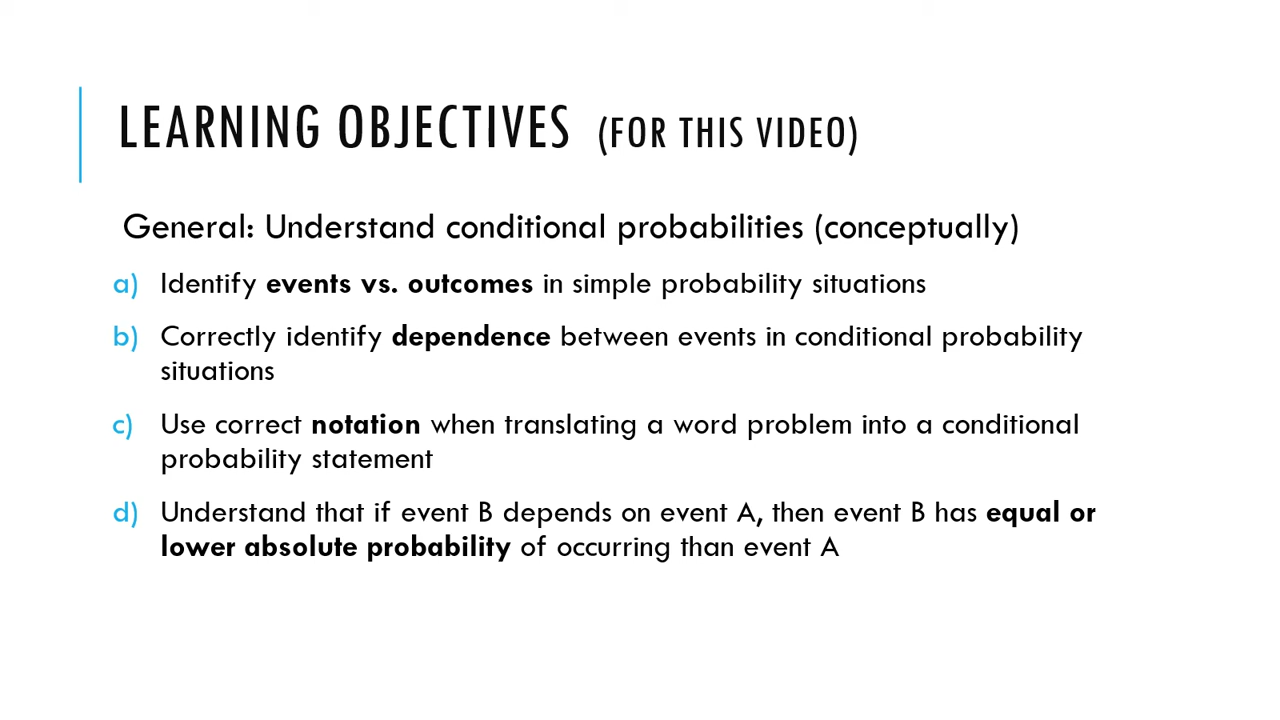 LEARNING OBJECTIVES (FOR THIS VIDEO)
General: Understand conditional probabilities (conceptually)
a) Identify events vs. outcomes in simple probability situations
b) Correctly identify dependence between events in conditional probability
situations
c) Use correct notation when translating a word problem into a conditional
probability statement
d) Understand that if event B depends on event A, then event B has equal or
lower absolute probability of occurring than event A